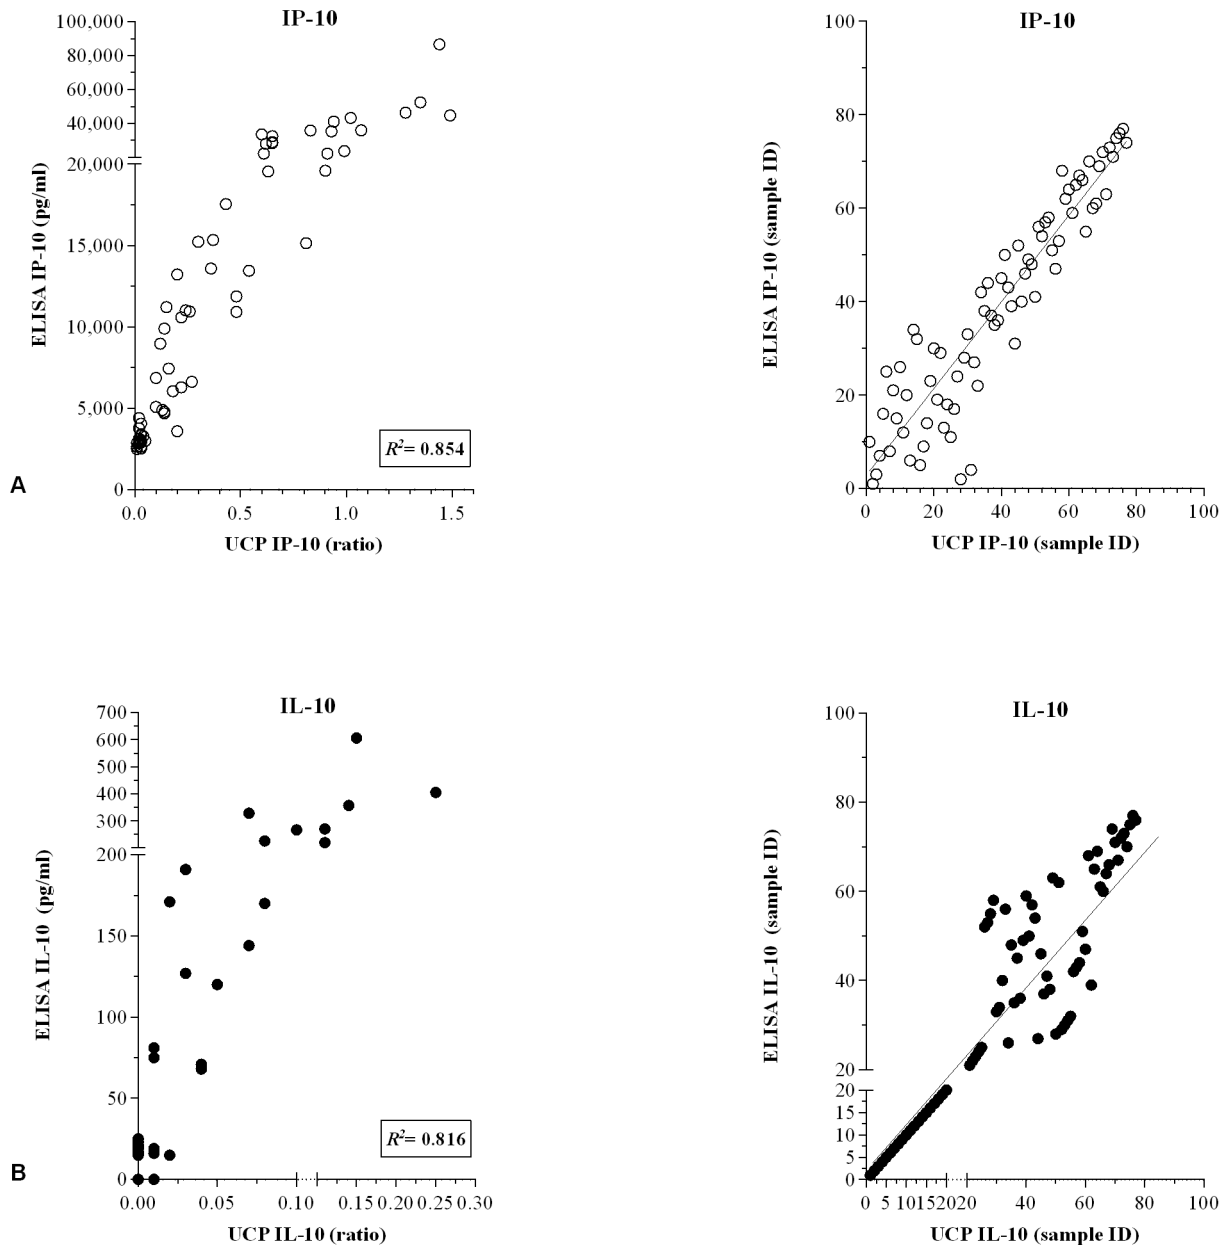 IP-10
100,000
80,000
60,000
40,000
20,000
15,000
10,000
5,000
0
ELISA IP-10 (pg/ml)
R²= 0.854
0.0 0.5 1.0 1.5
UCP IP-10 (ratio)
A
IP-10
100
80
60
40
20
0
ELISA IP-10 (sample ID)
0 20 40 60 80 100
UCP IP-10 (sample ID)
IL-10
700
600
500
400
300
200
150
100
50
0
ELISA IL-10 (pg/ml)
R²= 0.816
0.00 0.05 0.10 0.15 0.20 0.25 0.30
UCP IL-10 (ratio)
B
IL-10
100
80
60
40
20
20
15
10
5
0
ELISA IL-10 (sample ID)
0 5 10 15 20 20 40 60 80 100
UCP IL-10 (sample ID)